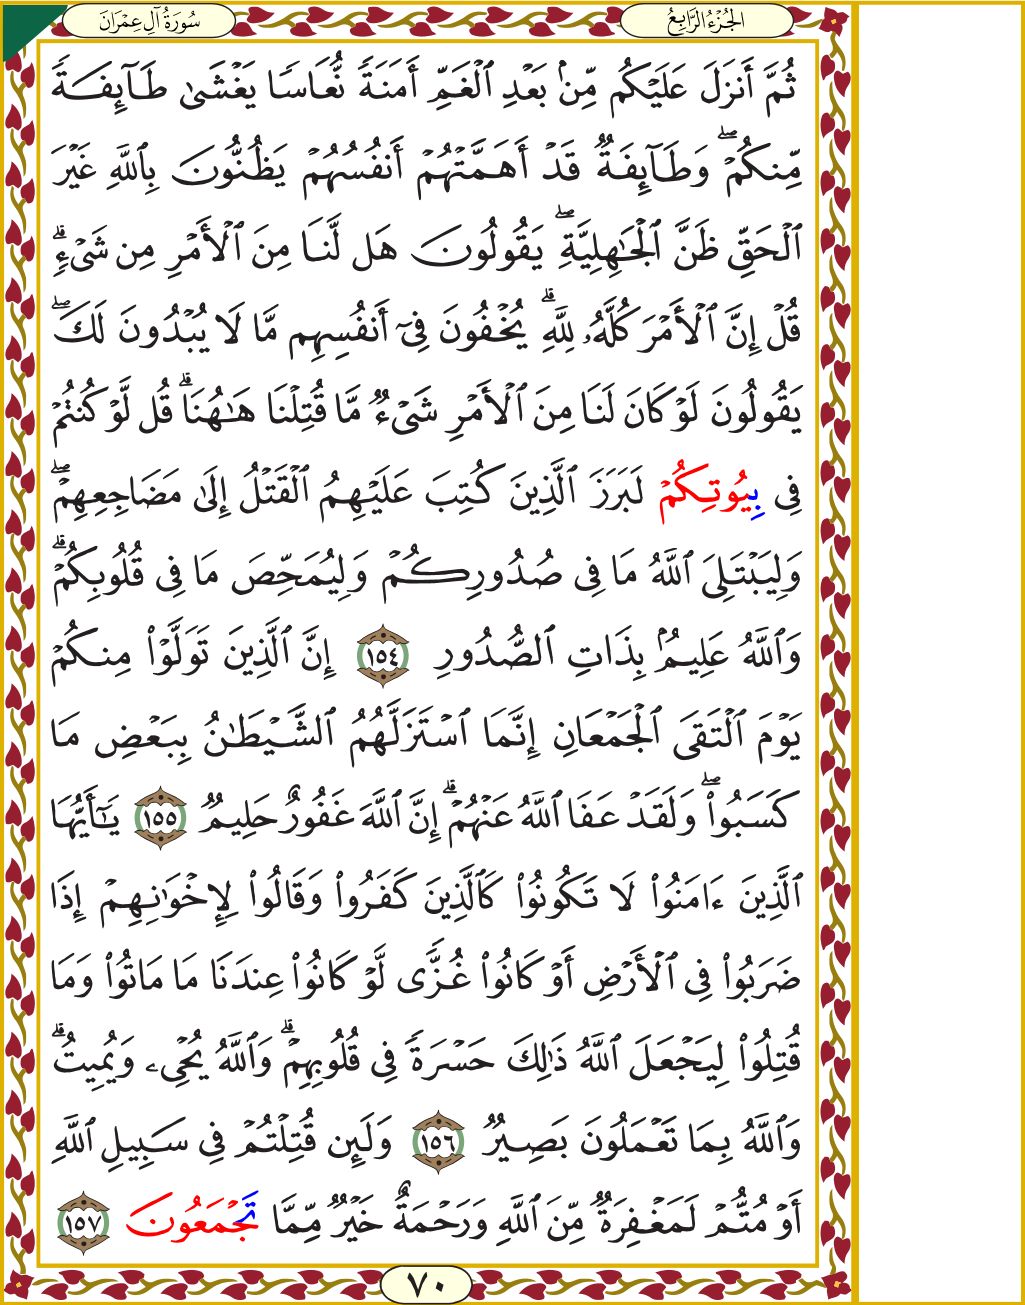 سُورَةُ آلِ عِمْرَانَ
الجُزْءُ الرَّابِعُ
ثُمَّ أَنزَلَ عَلَيْكُم مِّنۢ بَعْدِ ٱلْغَمِّ أَمَنَةً نُّعَاسًا يَغْشَىٰ طَآئِفَةً
مِّنكُمْ ۖ وَطَآئِفَةٌ قَدْ أَهَمَّتْهُمْ أَنفُسُهُمْ يَظُنُّونَ بِٱللَّهِ غَيْرَ
ٱلْحَقِّ ظَنَّ ٱلْجَٰهِلِيَّةِ ۖ يَقُولُونَ هَل لَّنَا مِنَ ٱلْأَمْرِ مِن شَىْءٍ ۗ
قُلْ إِنَّ ٱلْأَمْرَ كُلَّهُۥ لِلَّهِ ۗ يُخْفُونَ فِىٓ أَنفُسِهِم مَّا لَا يُبْدُونَ لَكَ ۖ
يَقُولُونَ لَوْ كَانَ لَنَا مِنَ ٱلْأَمْرِ شَىْءٌ مَّا قُتِلْنَا هَٰهُنَا ۗ قُل لَّوْ كُنتُمْ
فِى بِيُوتِكُمْ لَبَرَزَ ٱلَّذِينَ كُتِبَ عَلَيْهِمُ ٱلْقَتْلُ إِلَىٰ مَضَاجِعِهِمْ ۖ
وَلِيَبْتَلِىَ ٱللَّهُ مَا فِى صُدُورِكُمْ وَلِيُمَحِّصَ مَا فِى قُلُوبِكُمْ ۗ
وَٱللَّهُ عَلِيمٌۢ بِذَاتِ ٱلصُّدُورِ ١٥٤ إِنَّ ٱلَّذِينَ تَوَلَّوْا۟ مِنكُمْ
يَوْمَ ٱلْتَقَى ٱلْجَمْعَانِ إِنَّمَا ٱسْتَزَلَّهُمُ ٱلشَّيْطَٰنُ بِبَعْضِ مَا
كَسَبُوا۟ ۖ وَلَقَدْ عَفَا ٱللَّهُ عَنْهُمْ ۗ إِنَّ ٱللَّهَ غَفُورٌ حَلِيمٌ ١٥٥ يَٰٓأَيُّهَا
ٱلَّذِينَ ءَامَنُوا۟ لَا تَكُونُوا۟ كَٱلَّذِينَ كَفَرُوا۟ وَقَالُوا۟ لِإِخْوَٰنِهِمْ إِذَا
ضَرَبُوا۟ فِى ٱلْأَرْضِ أَوْ كَانُوا۟ غُزًّى لَّوْ كَانُوا۟ عِندَنَا مَا مَاتُوا۟ وَمَا
قُتِلُوا۟ لِيَجْعَلَ ٱللَّهُ ذَٰلِكَ حَسْرَةً فِى قُلُوبِهِمْ ۗ وَٱللَّهُ يُحْىِۦ وَيُمِيتُ ۗ
وَٱللَّهُ بِمَا تَعْمَلُونَ بَصِيرٌ ١٥٦ وَلَئِن قُتِلْتُمْ فِى سَبِيلِ ٱللَّهِ
أَوْ مُتُّمْ لَمَغْفِرَةٌ مِّنَ ٱللَّهِ وَرَحْمَةٌ خَيْرٌ مِّمَّا تَجْمَعُونَ ١٥٧
٧٠